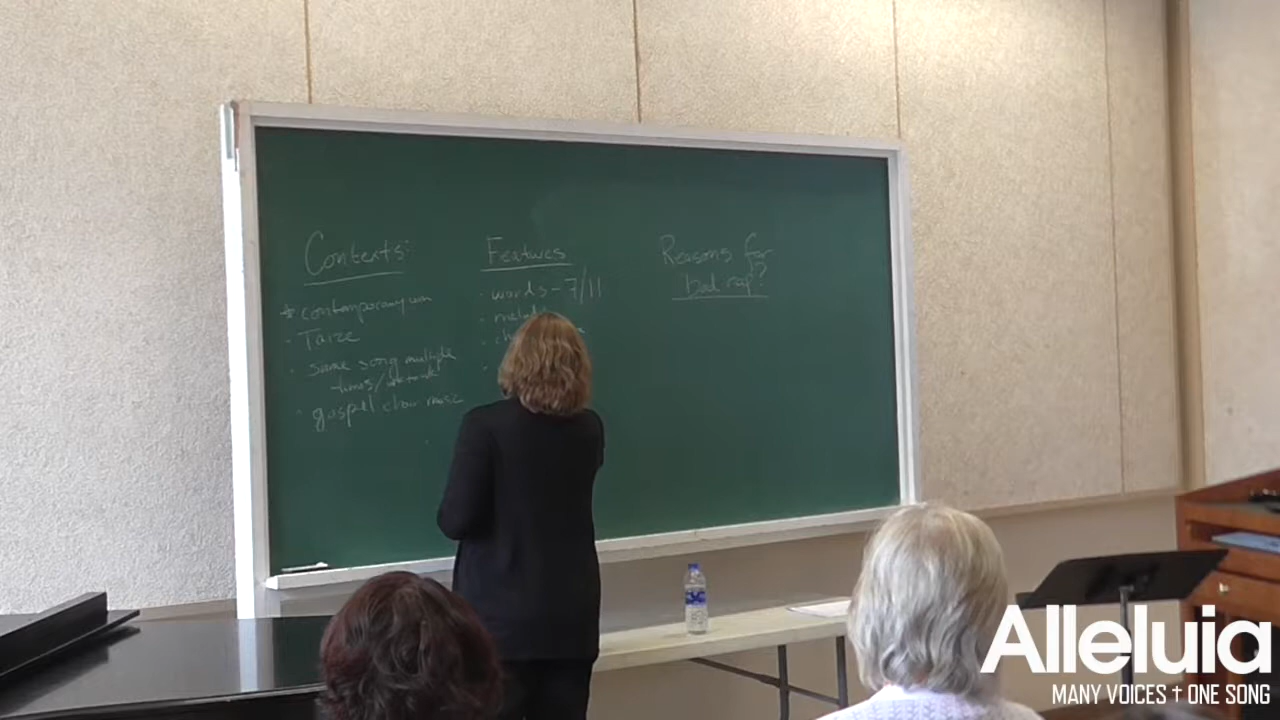 Contexts:
* contemporary
- Taize
- same song multiple
times/
- gospel choir music
Features
- words - 7/11
-
-
Reasons for
bad rap?
Alleluia
MANY VOICES † ONE SONG